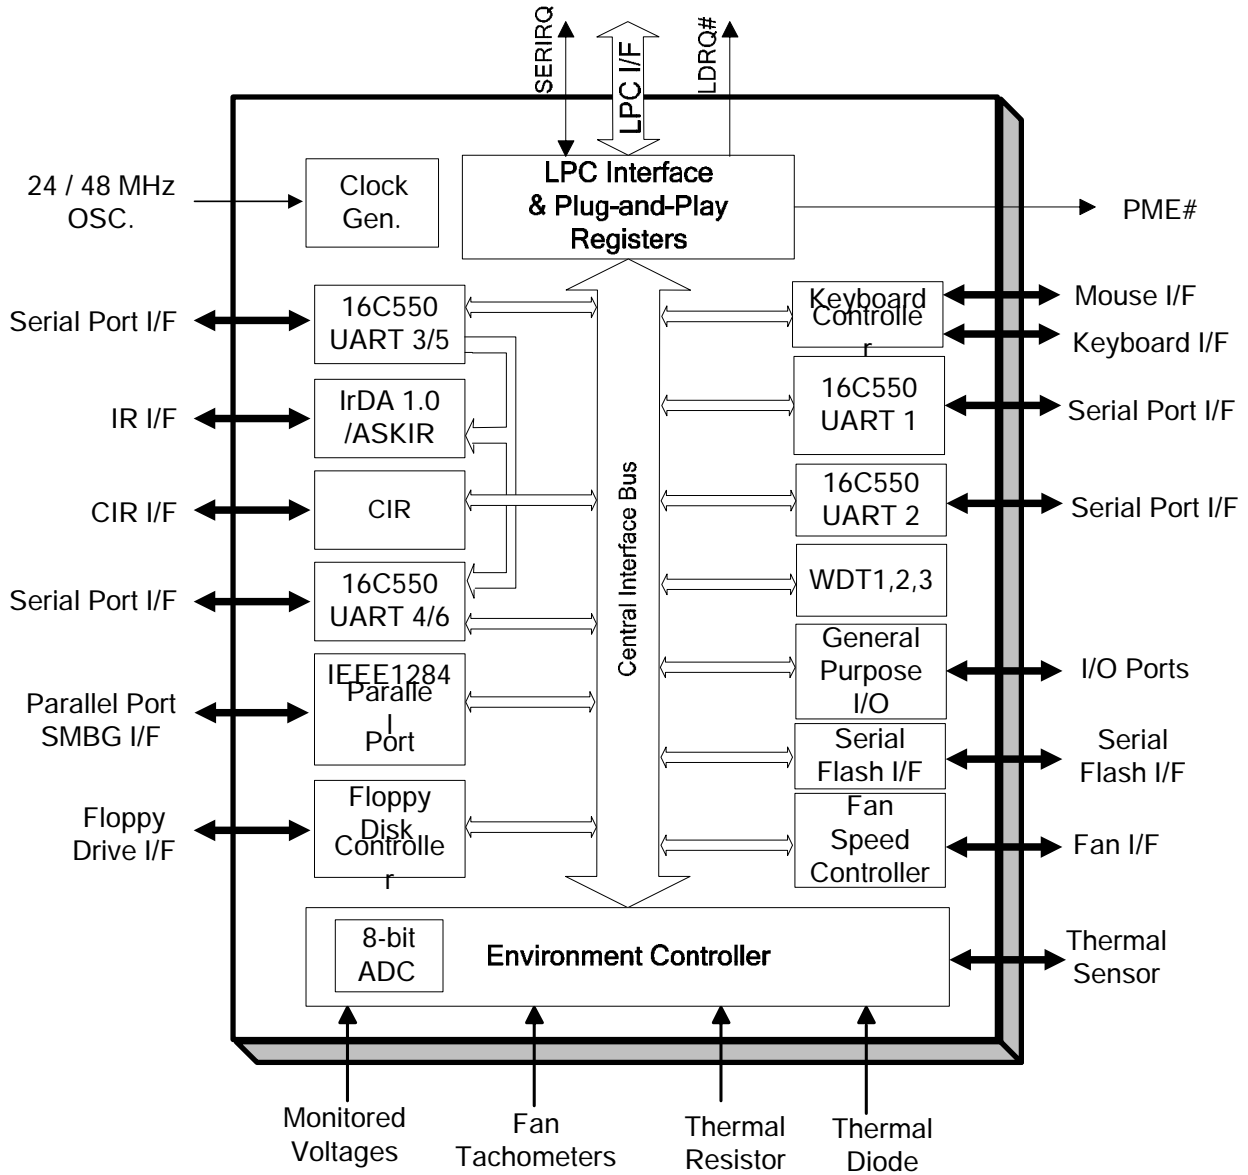 SERIRQ
LPC I/F
LDRQ#
24 / 48 MHz
OSC.
Clock
Gen.
LPC Interface
& Plug-and-Play
Registers
PME#
Serial Port I/F
16C550
UART 3/5
IR I/F
IrDA 1.0
/ASKIR
CIR I/F
CIR
Serial Port I/F
16C550
UART 4/6
Parallel Port
SMBG I/F
IEEE1284
Paralle
l
Port
Floppy
Drive I/F
Floppy
Disk
Controlle
r
Central Interface Bus
Keyboard
Controlle
r
Mouse I/F
Keyboard I/F
16C550
UART 1
Serial Port I/F
16C550
UART 2
Serial Port I/F
WDT1,2,3
General
Purpose
I/O
I/O Ports
Serial
Flash I/F
Serial
Flash I/F
Fan
Speed
Controller
Fan I/F
8-bit
ADC
Environment Controller
Thermal
Sensor
Monitored
Voltages
Fan
Tachometers
Thermal
Resistor
Thermal
Diode